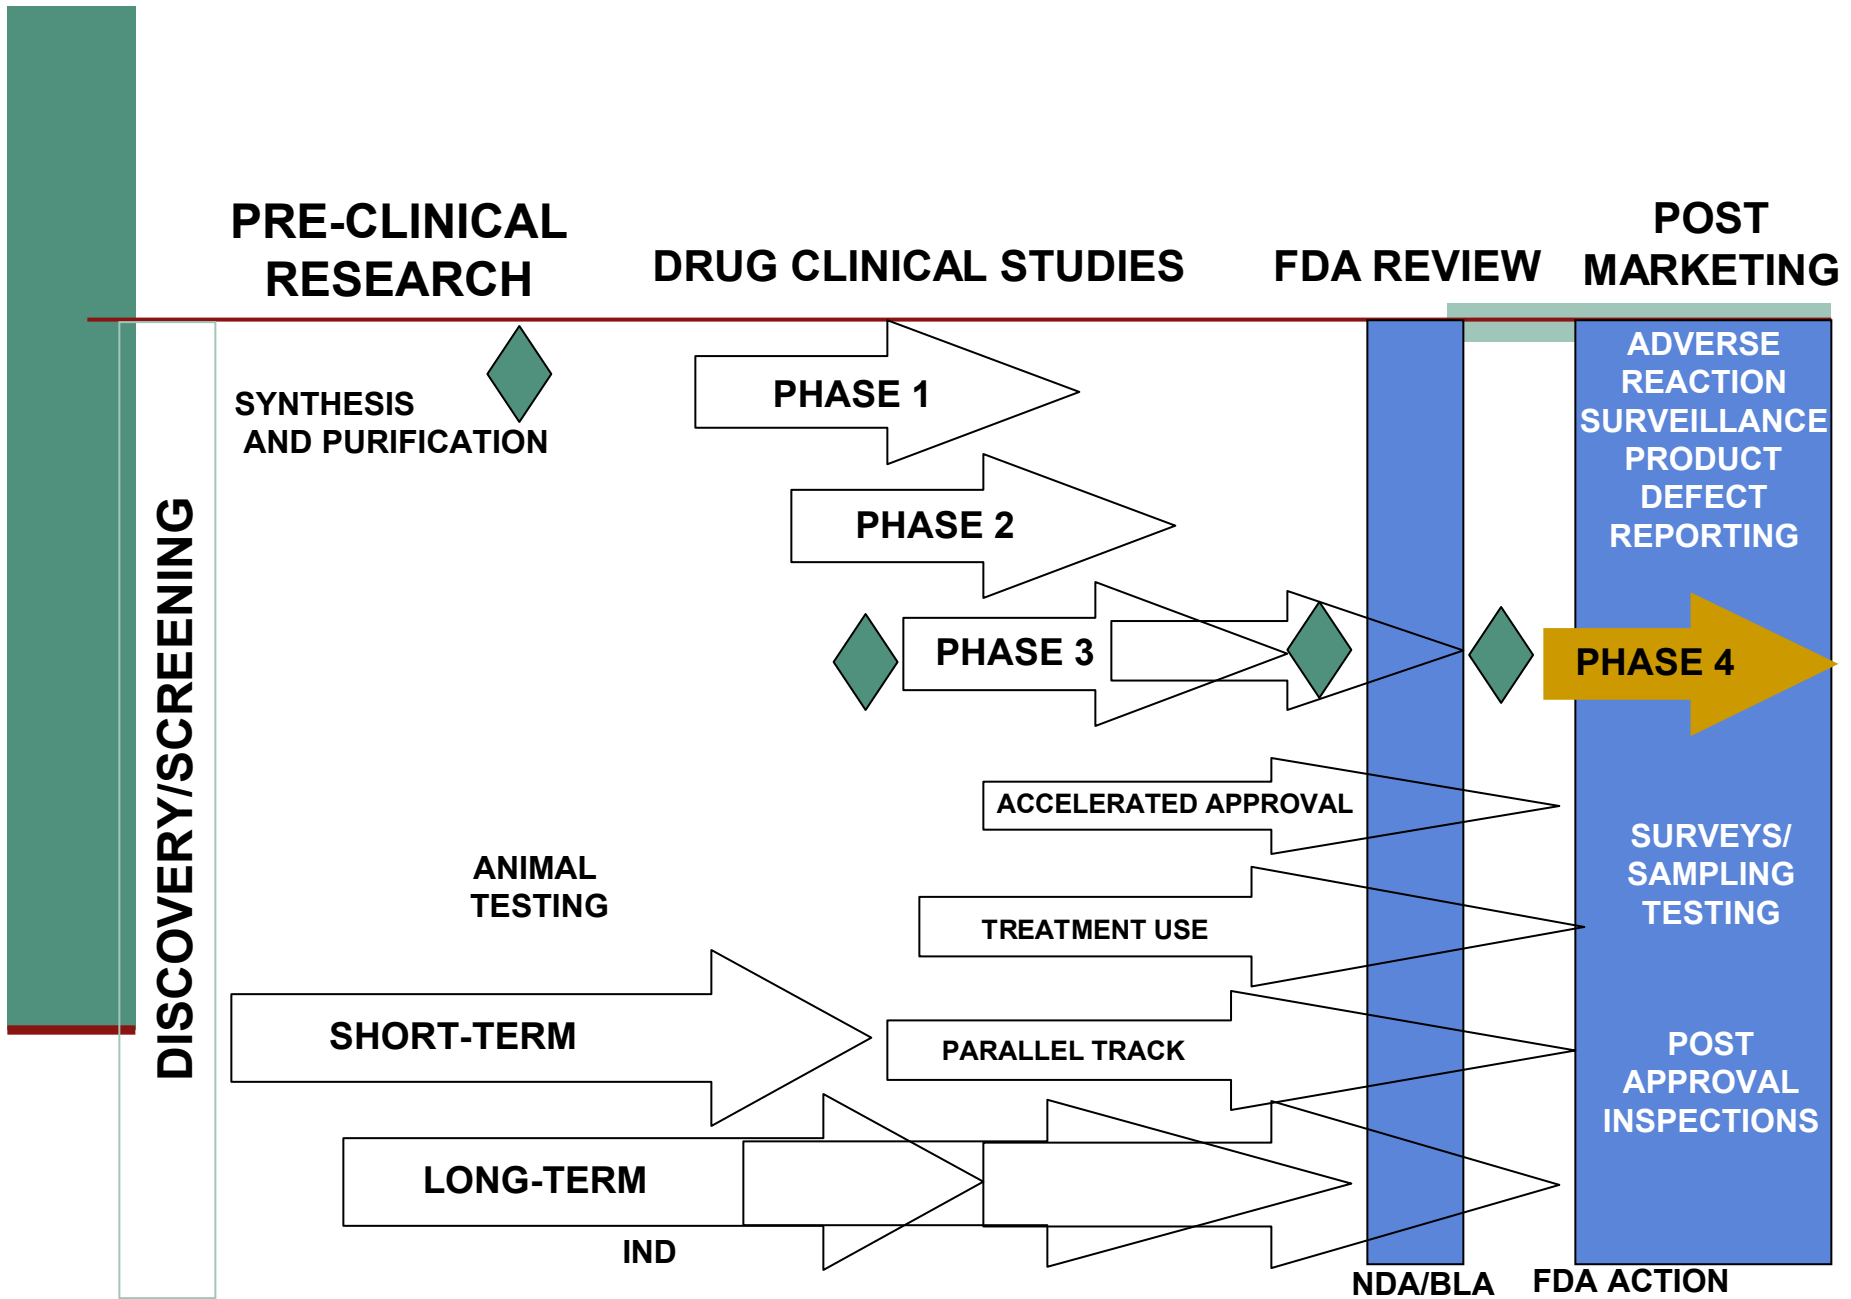 PRE-CLINICAL
RESEARCH
DRUG CLINICAL STUDIES
FDA REVIEW
POST
MARKETING
DISCOVERY/SCREENING
SYNTHESIS
AND PURIFICATION
PHASE 1
PHASE 2
PHASE 3
ADVERSE
REACTION
SURVEILLANCE
PRODUCT
DEFECT
REPORTING
PHASE 4
ACCELERATED APPROVAL
ANIMAL
TESTING
TREATMENT USE
SURVEYS/
SAMPLING
TESTING
SHORT-TERM
PARALLEL TRACK
POST
APPROVAL
INSPECTIONS
LONG-TERM
IND
NDA/BLA
FDA ACTION